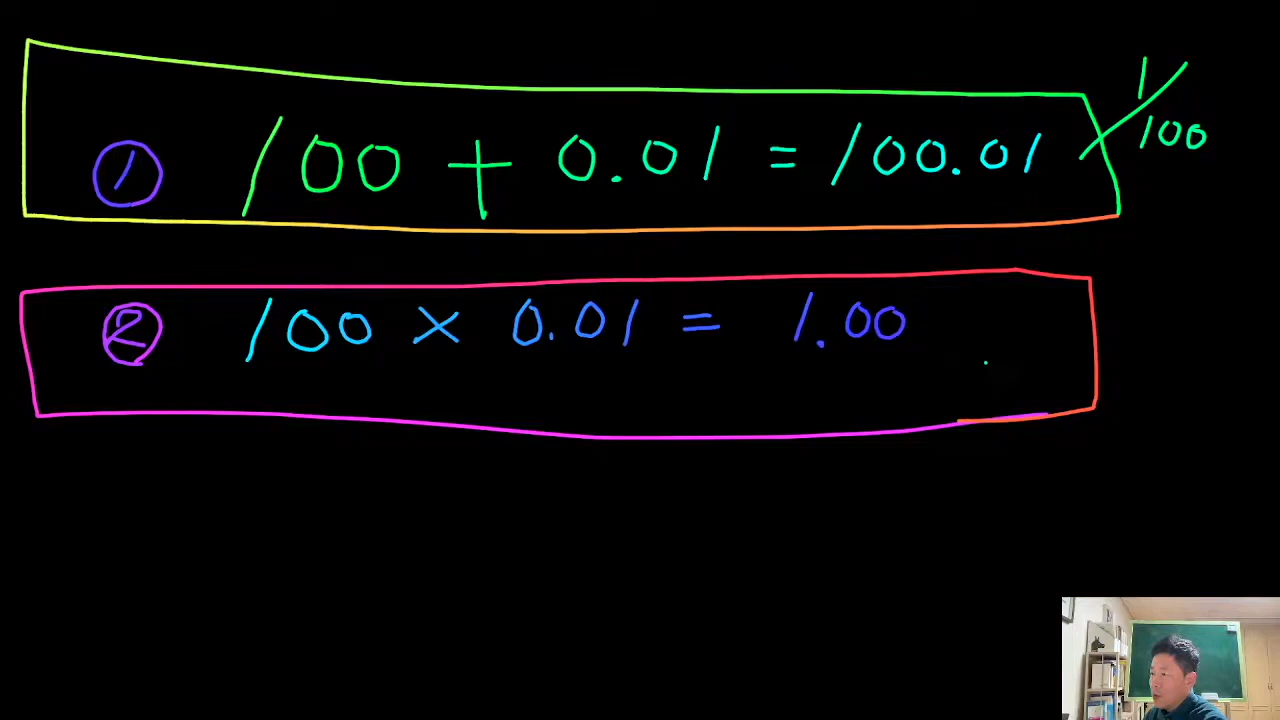 ① 100 + 0.01 = 100.01 1/100
② 100 × 0.01 = 1.00